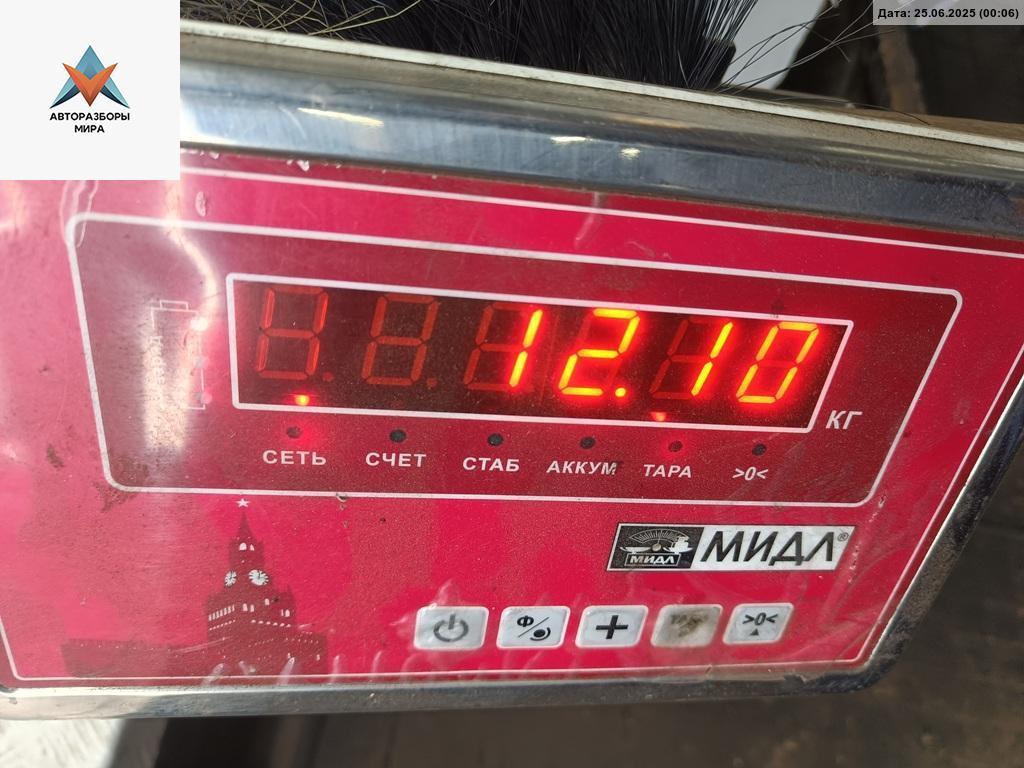 Дата: 25.06.2025 (00:06)
АВТОРАЗБОРЫ
МИРА
12.10
КГ
СЕТЬ СЧЕТ СТАБ АККУМ ТАРА >0<
МИДЛ МИДЛ®
Ф % + >0<